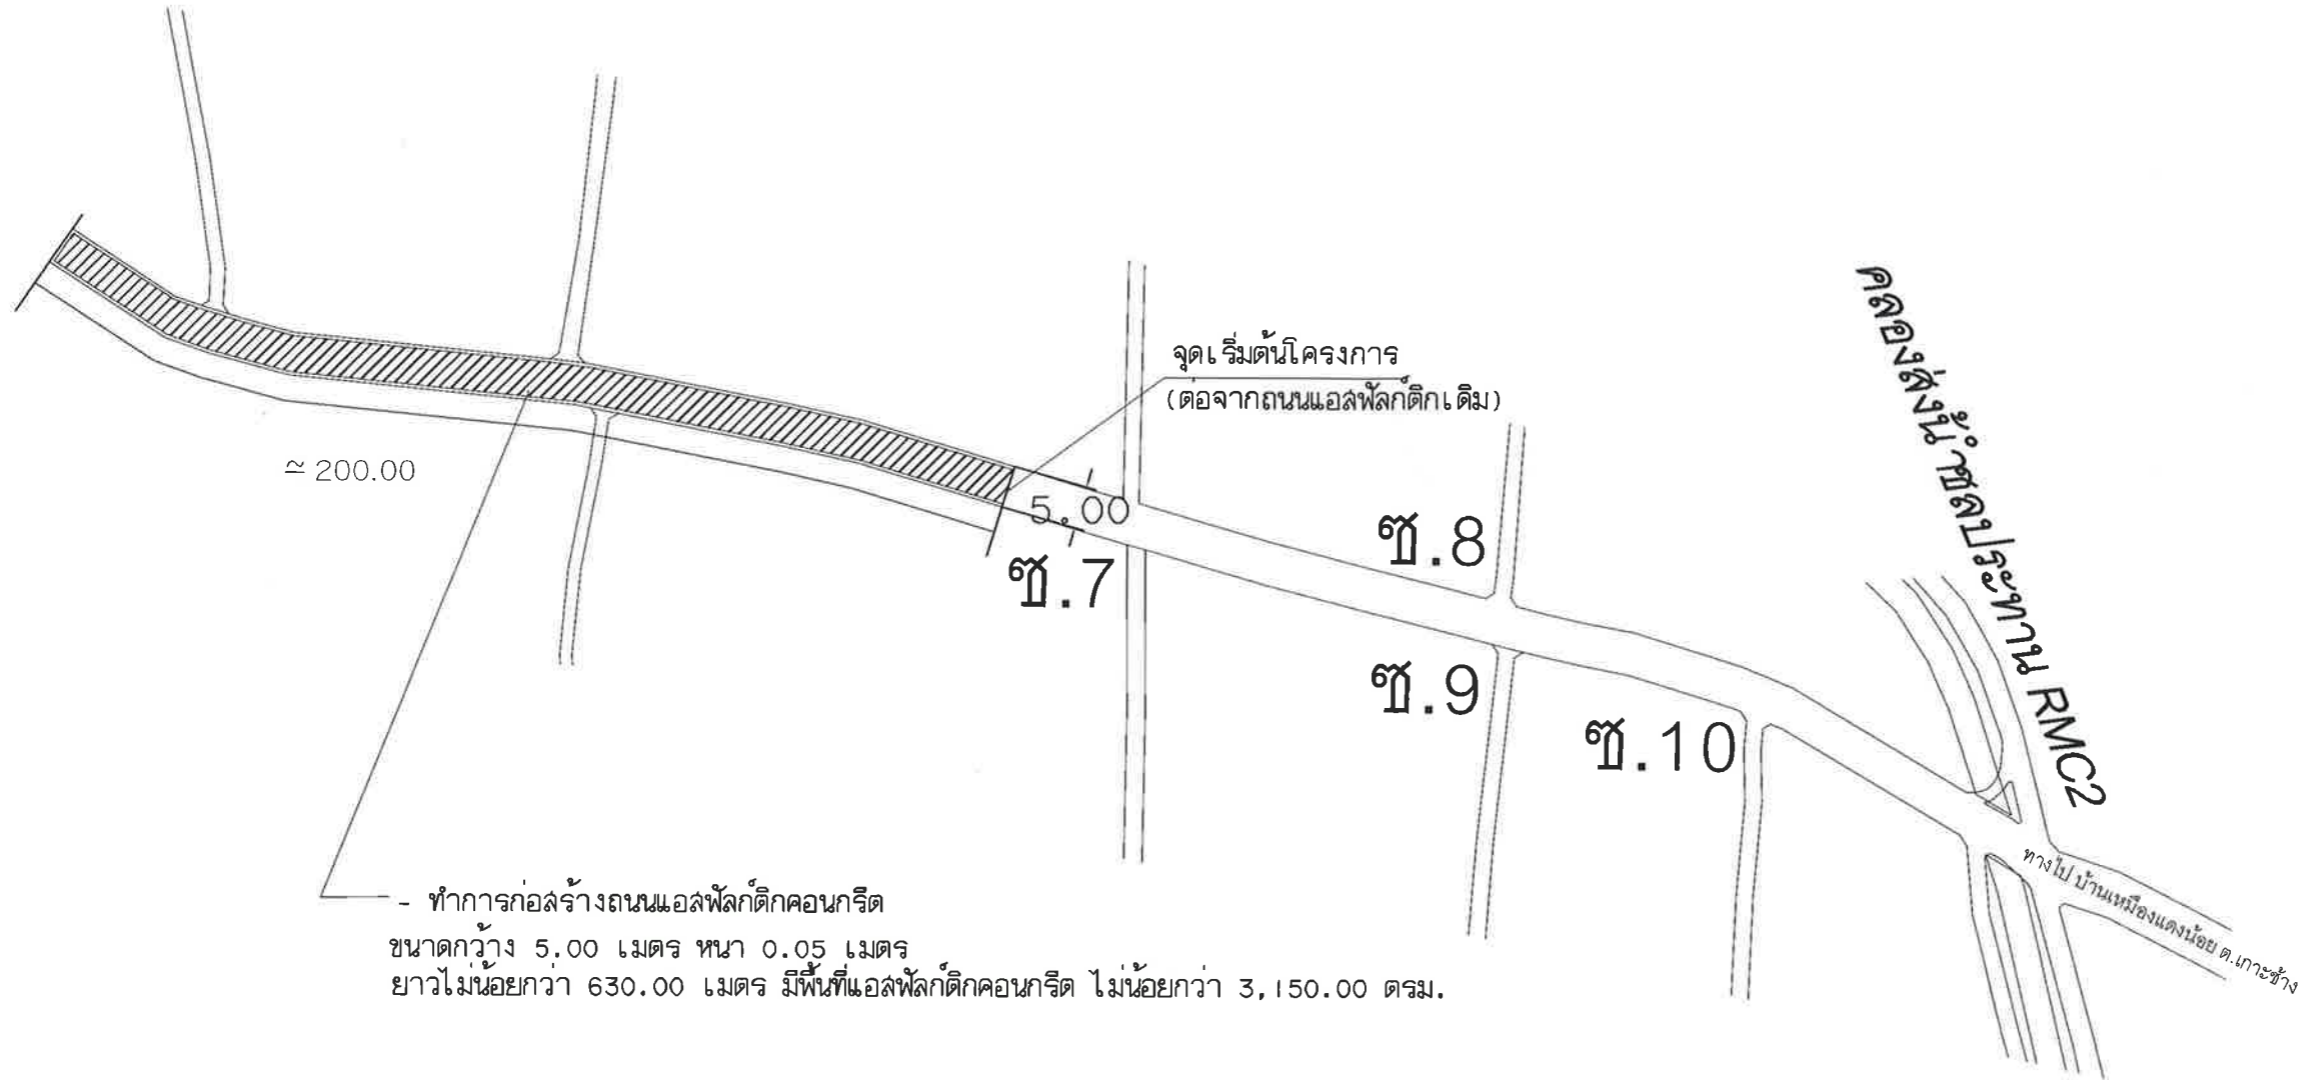 คลองส่งน้ำชลประทาน RMC2
จุดเริ่มต้นโครงการ
(ต่อจากถนนแอสฟัลก์ติกเดิม)
≃ 200.00
5.00
ซ.7
ซ.8
ซ.9
ซ.10
ทางไป บ้านเหมืองแดงน้อย ต.เกาะช้าง
- ทำการก่อสร้างถนนแอสฟัลก์ติกคอนกรีต
ขนาดกว้าง 5.00 เมตร หนา 0.05 เมตร
ยาวไม่น้อยกว่า 630.00 เมตร มีพื้นที่แอสฟัลก์ติกคอนกรีต ไม่น้อยกว่า 3,150.00 ตรม.